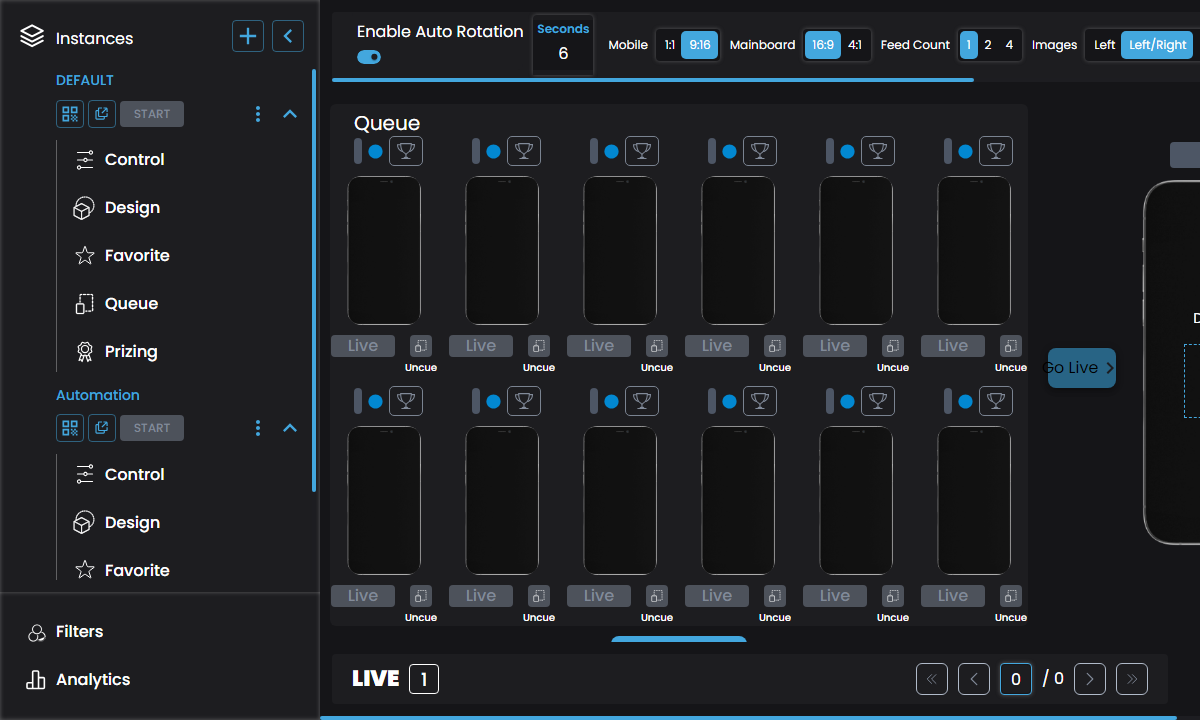 Instances
DEFAULT
START
Control
Design
Favorite
Queue
Prizing
Automation
START
Control
Design
Favorite
Filters
Analytics
Enable Auto Rotation
Seconds
6
Mobile 1:1 9:16
Mainboard 16:9 4:1
Feed Count 1 2 4
Images Left Left/Right
Queue
Live Live Live Live Live Live
Uncue Uncue Uncue Uncue Uncue Uncue
Live Live Live Live Live Live
Uncue Uncue Uncue Uncue Uncue Uncue
Go Live
D
LIVE 1
0 / 0